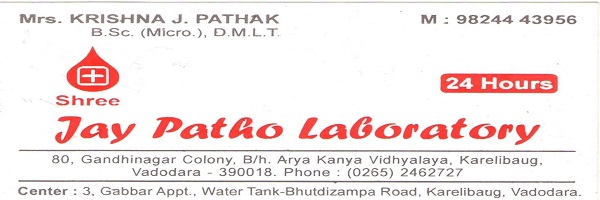 Mrs. KRISHNA J. PATHAK
M : 98244 43956
B.Sc. (Micro.), D.M.L.T.
Shree
24 Hours
Jay Patho Laboratory
80, Gandhinagar Colony, B/h. Arya Kanya Vidhyalaya, Karelibaug,
Vadodara - 390018. Phone : (0265) 2462727
Center : 3, Gabbar Appt., Water Tank-Bhutdizampa Road, Karelibaug, Vadodara.